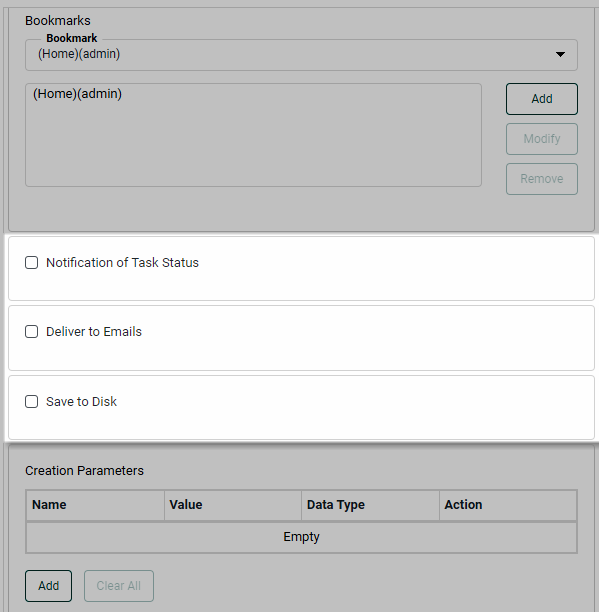 Bookmarks
Bookmark
(Home)(admin)
(Home)(admin)
Add
Modify
Remove
Notification of Task Status
Deliver to Emails
Save to Disk
Creation Parameters
Name Value Data Type Action
Empty
Add Clear All